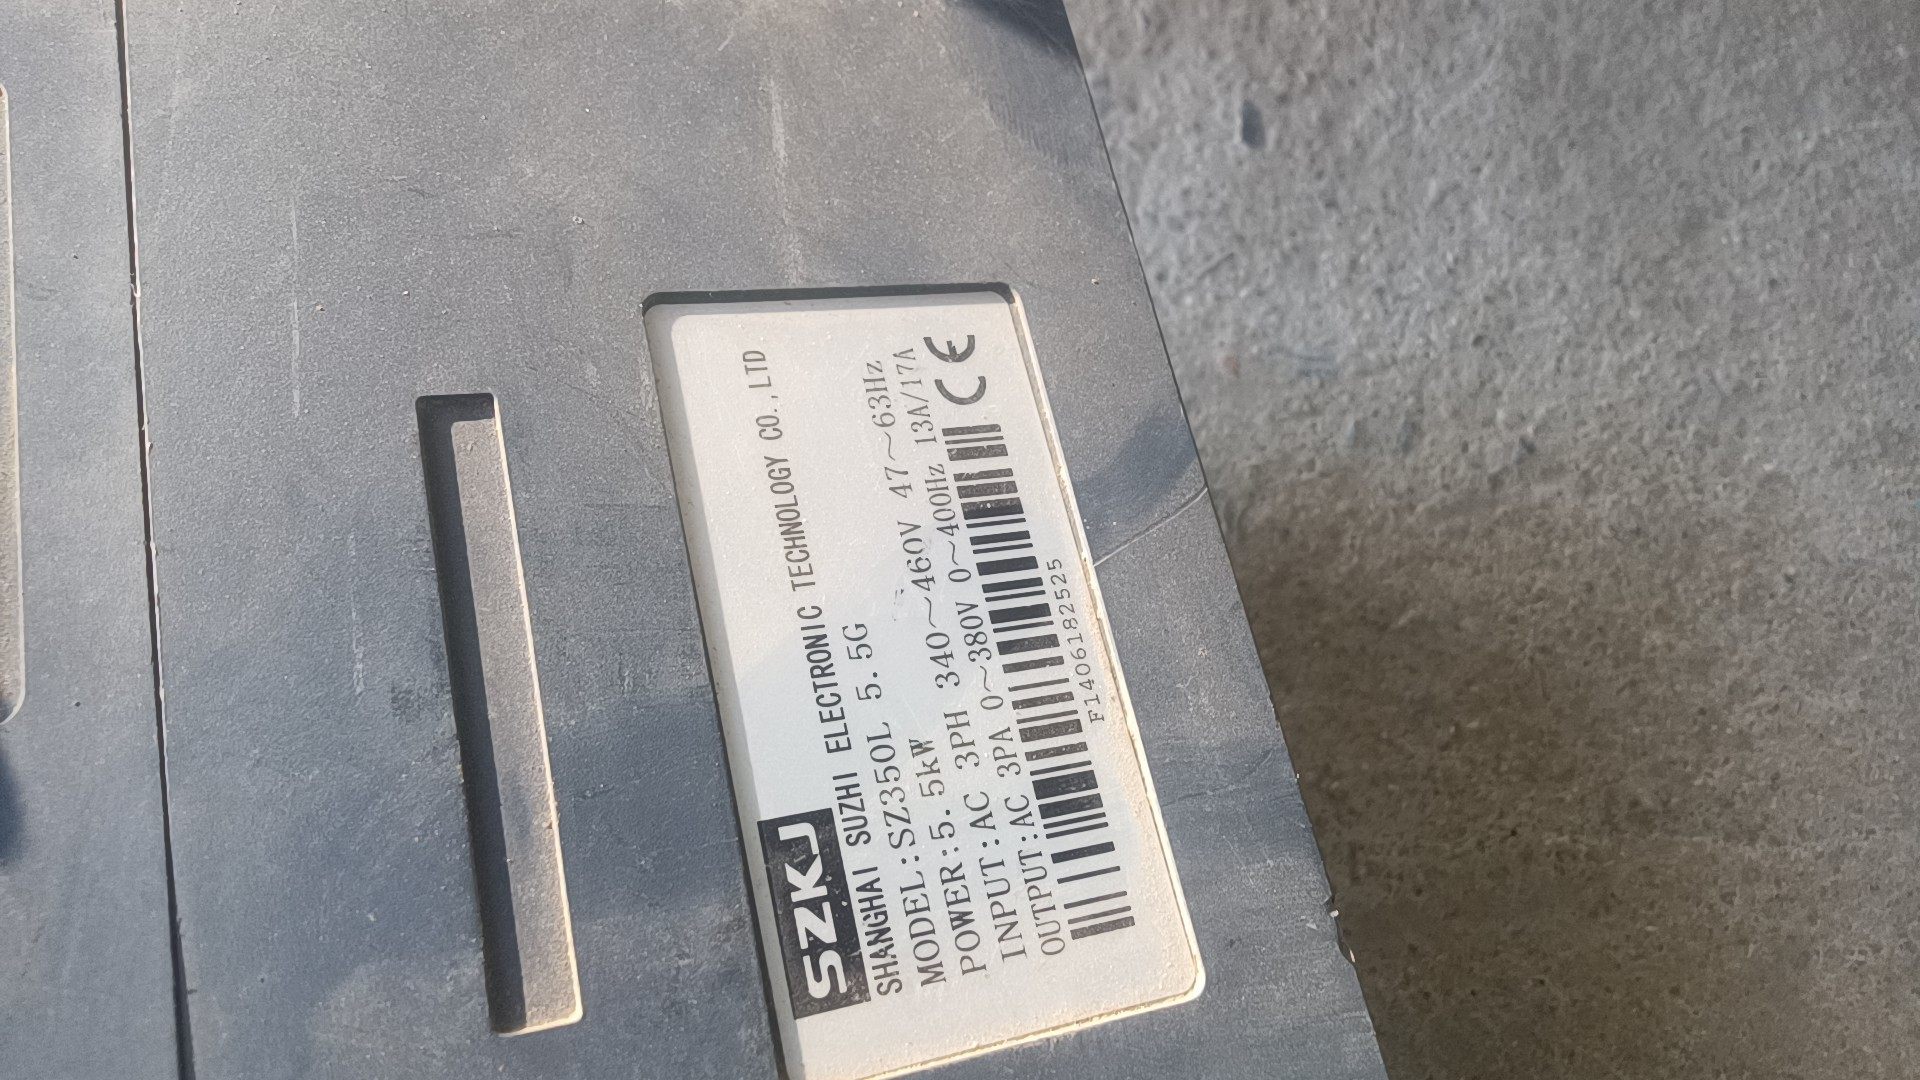 SZKJ
SHANGHAI SUZHI ELECTRONIC TECHNOLOGY CO.,LTD
MODEL:SZ350L 5.5G
POWER:5.5kW
INPUT:AC 3PH 340～460V 47～63Hz
OUTPUT:AC 3PA 0～380V 0～400Hz 13A/17A
CE
F1406182525